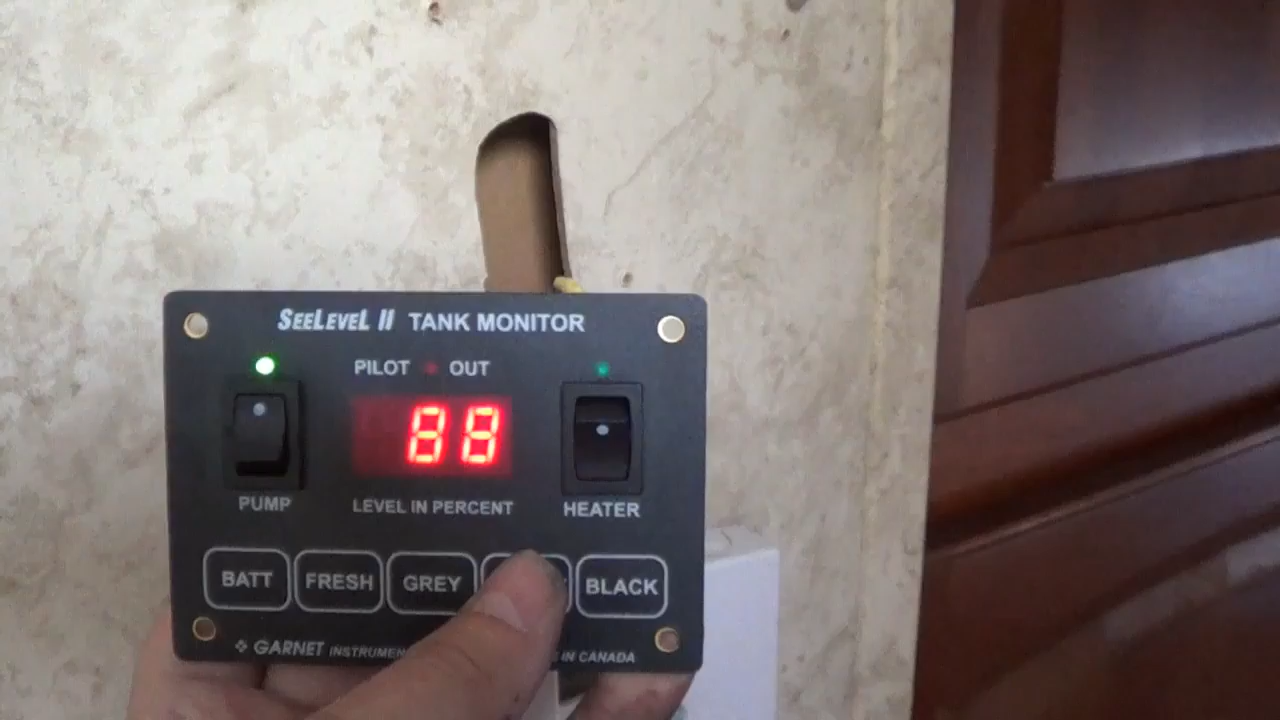 SEELEVEL II TANK MONITOR
PILOT OUT
88
PUMP LEVEL IN PERCENT HEATER
BATT FRESH GREY BLACK
GARNET IN CANADA